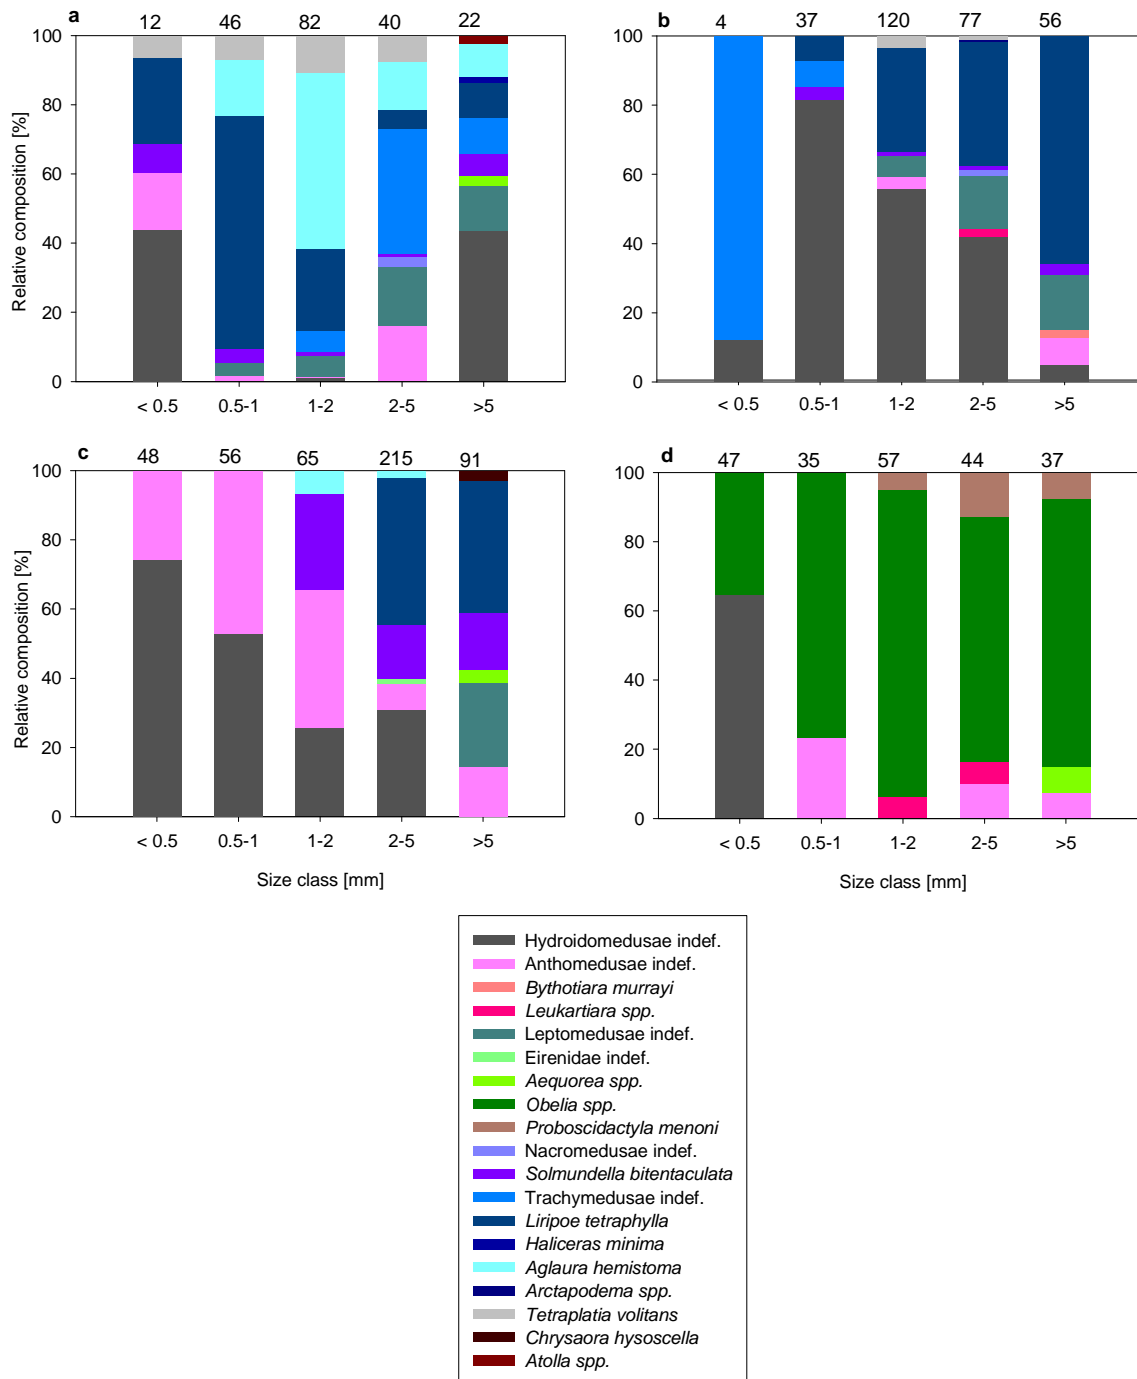 a
12 46 82 40 22
Relative composition [%]
100
80
60
40
20
0
< 0.5 0.5-1 1-2 2-5 >5
b
4 37 120 77 56
100
80
60
40
20
0
< 0.5 0.5-1 1-2 2-5 >5
c
48 56 65 215 91
Relative composition [%]
100
80
60
40
20
0
< 0.5 0.5-1 1-2 2-5 >5
Size class [mm]
d
47 35 57 44 37
100
80
60
40
20
0
< 0.5 0.5-1 1-2 2-5 >5
Size class [mm]
Hydroidomedusae indef.
Anthomedusae indef.
Bythotiara murrayi
Leukartiara spp.
Leptomedusae indef.
Eirenidae indef.
Aequorea spp.
Obelia spp.
Proboscidactyla menoni
Nacromedusae indef.
Solmundella bitentaculata
Trachymedusae indef.
Liripoe tetraphylla
Haliceras minima
Aglaura hemistoma
Arctapodema spp.
Tetraplatia volitans
Chrysaora hysoscella
Atolla spp.